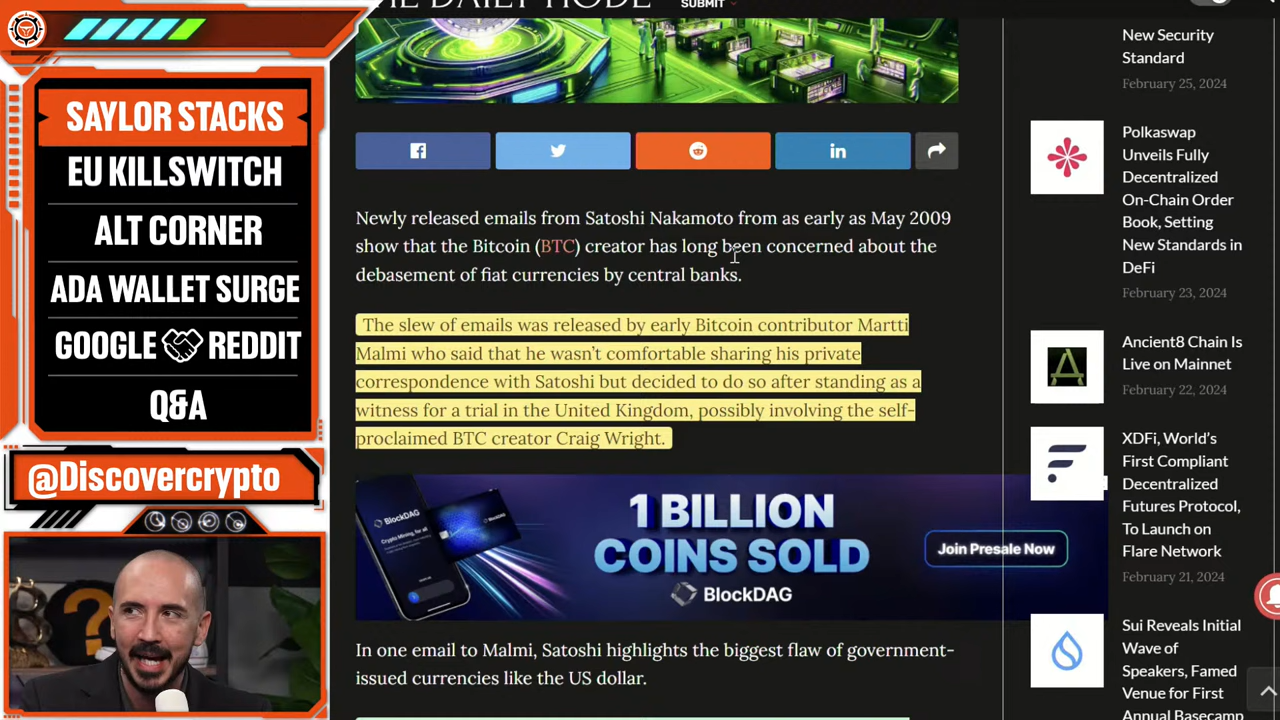 THE DAILY HODL
SUBMIT
SAYLOR STACKS
EU KILLSWITCH
ALT CORNER
ADA WALLET SURGE
GOOGLE REDDIT
Q&A
@Discovercrypto
Newly released emails from Satoshi Nakamoto from as early as May 2009
show that the Bitcoin (BTC) creator has long been concerned about the
debasement of fiat currencies by central banks.
The slew of emails was released by early Bitcoin contributor Martti
Malmi who said that he wasn't comfortable sharing his private
correspondence with Satoshi but decided to do so after standing as a
witness for a trial in the United Kingdom, possibly involving the self-
proclaimed BTC creator Craig Wright.
BlockDAG
1 BILLION
COINS SOLD
BlockDAG
Join Presale Now
In one email to Malmi, Satoshi highlights the biggest flaw of government-
issued currencies like the US dollar.
New Security
Standard
February 25, 2024
Polkaswap
Unveils Fully
Decentralized
On-Chain Order
Book, Setting
New Standards in
DeFi
February 23, 2024
Ancient8 Chain Is
Live on Mainnet
February 22, 2024
XDFi, World's
First Compliant
Decentralized
Futures Protocol,
To Launch on
Flare Network
February 21, 2024
Sui Reveals Initial
Wave of
Speakers, Famed
Venue for First
Annual Basecamp